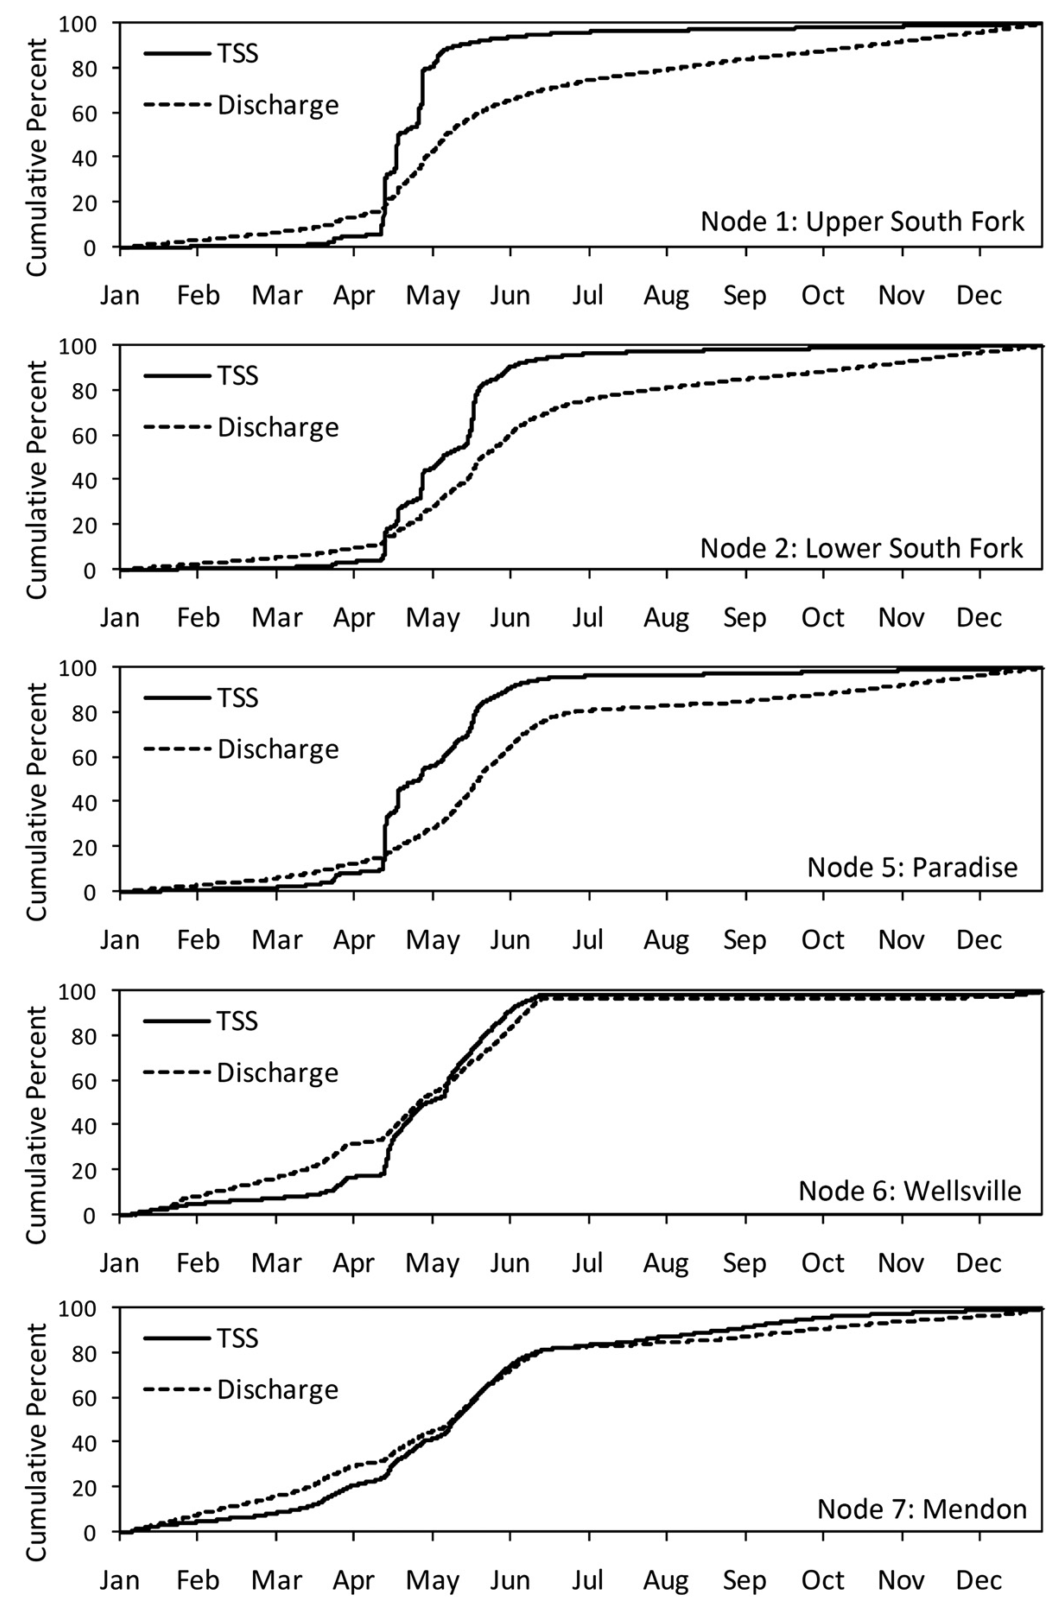 Cumulative Percent
100
80
60
40
20
0
TSS
Discharge
Node 1: Upper South Fork
Jan Feb Mar Apr May Jun Jul Aug Sep Oct Nov Dec
Cumulative Percent
100
80
60
40
20
0
TSS
Discharge
Node 2: Lower South Fork
Jan Feb Mar Apr May Jun Jul Aug Sep Oct Nov Dec
Cumulative Percent
100
80
60
40
20
0
TSS
Discharge
Node 5: Paradise
Jan Feb Mar Apr May Jun Jul Aug Sep Oct Nov Dec
Cumulative Percent
100
80
60
40
20
0
TSS
Discharge
Node 6: Wellsville
Jan Feb Mar Apr May Jun Jul Aug Sep Oct Nov Dec
Cumulative Percent
100
80
60
40
20
0
TSS
Discharge
Node 7: Mendon
Jan Feb Mar Apr May Jun Jul Aug Sep Oct Nov Dec